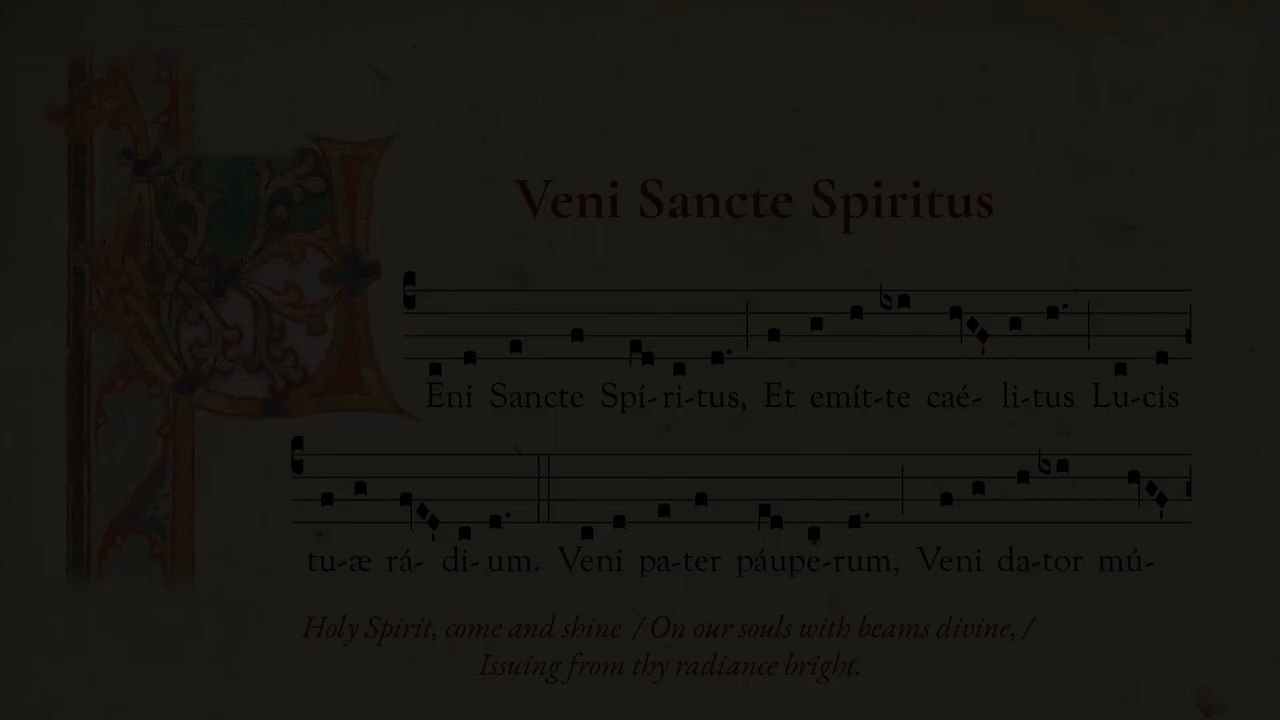 Veni Sancte Spiritus
Eni Sancte Spí-ri-tus, Et emít-te caé- li-tus Lu-cis
tu-æ rá- di-um. Veni pa-ter páupe-rum, Veni da-tor mú-
Holy Spirit, come and shine / On our souls with beams divine, /
Issuing from thy radiance bright.